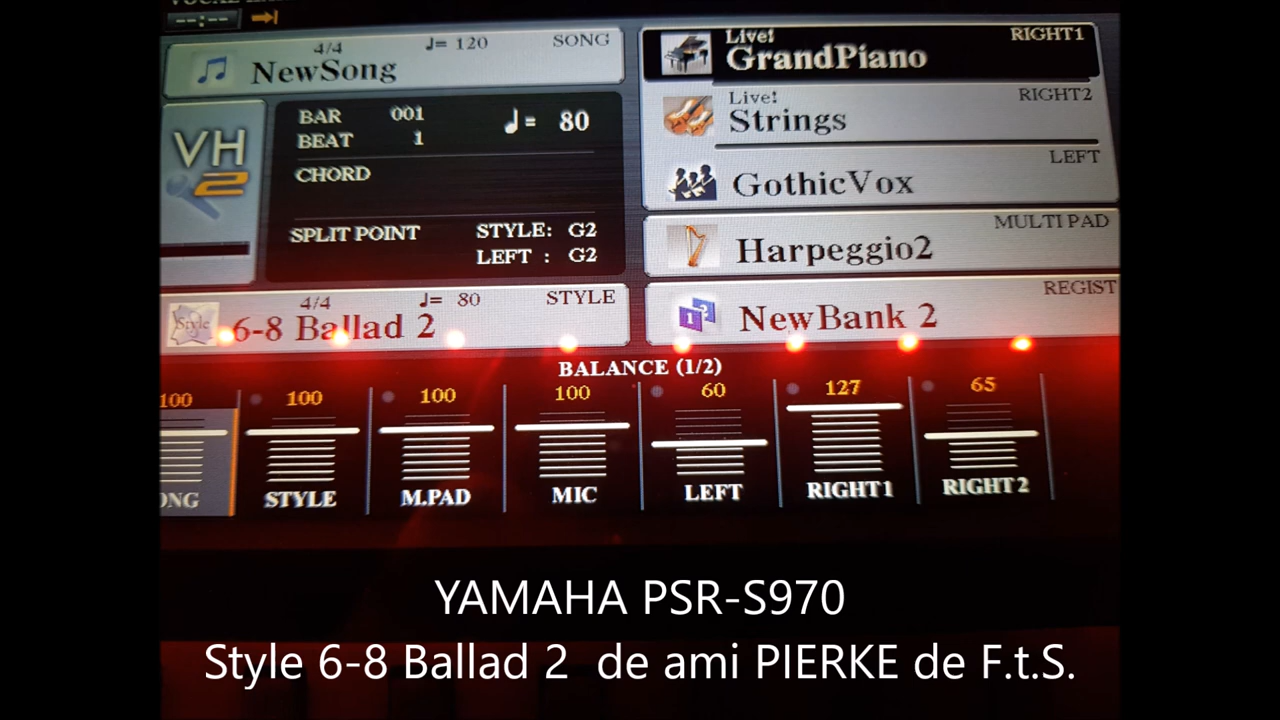 --:--
4/4 ♩= 120 SONG
NewSong
VH
2
BAR 001
BEAT 1
♩= 80
CHORD
SPLIT POINT STYLE: G2
LEFT : G2
Live! RIGHT1
GrandPiano
Live! RIGHT2
Strings
LEFT
GothicVox
MULTI PAD
Harpeggio2
4/4 ♩= 80 STYLE
Style
6-8 Ballad 2
REGIST
1
NewBank 2
BALANCE (1/2)
100 100 100 100 60 127 65
ONG STYLE M.PAD MIC LEFT RIGHT1 RIGHT2
YAMAHA PSR-S970
Style 6-8 Ballad 2 de ami PIERKE de F.t.S.